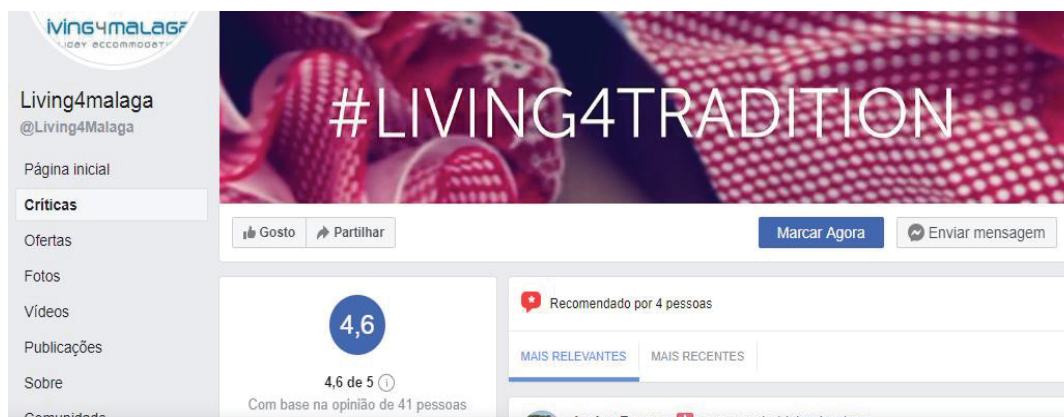 Living4malaga
@Living4Malaga
Página inicial
Críticas
Ofertas
Fotos
Vídeos
Publicações
Sobre
#LIVING4TRADITION
Gosto
Partilhar
Marcar Agora
Enviar mensagem
4,6
4,6 de 5
Com base na opinião de 41 pessoas
Recomendado por 4 pessoas
MAIS RELEVANTES MAIS RECENTES